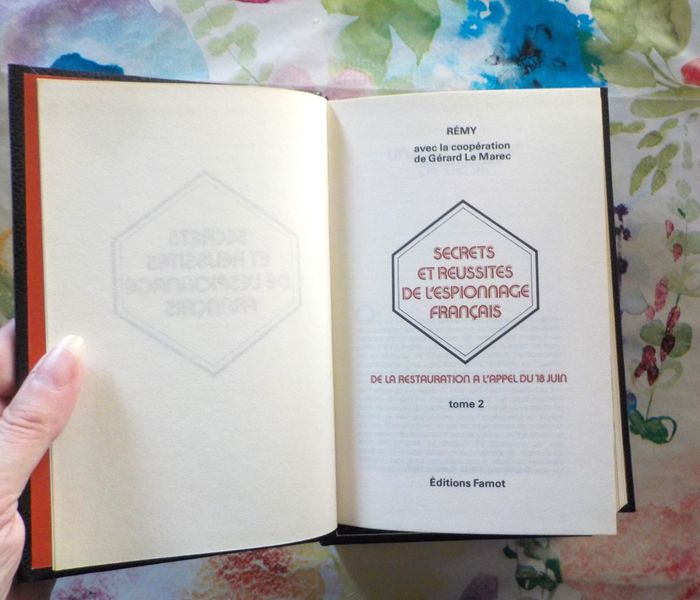 RÉMY
avec la coopération
de Gérard Le Marec
SECRETS
ET REUSSITES
DE L'ESPIONNAGE
FRANÇAIS
DE LA RESTAURATION A L'APPEL DU 18 JUIN
tome 2
Éditions Famot